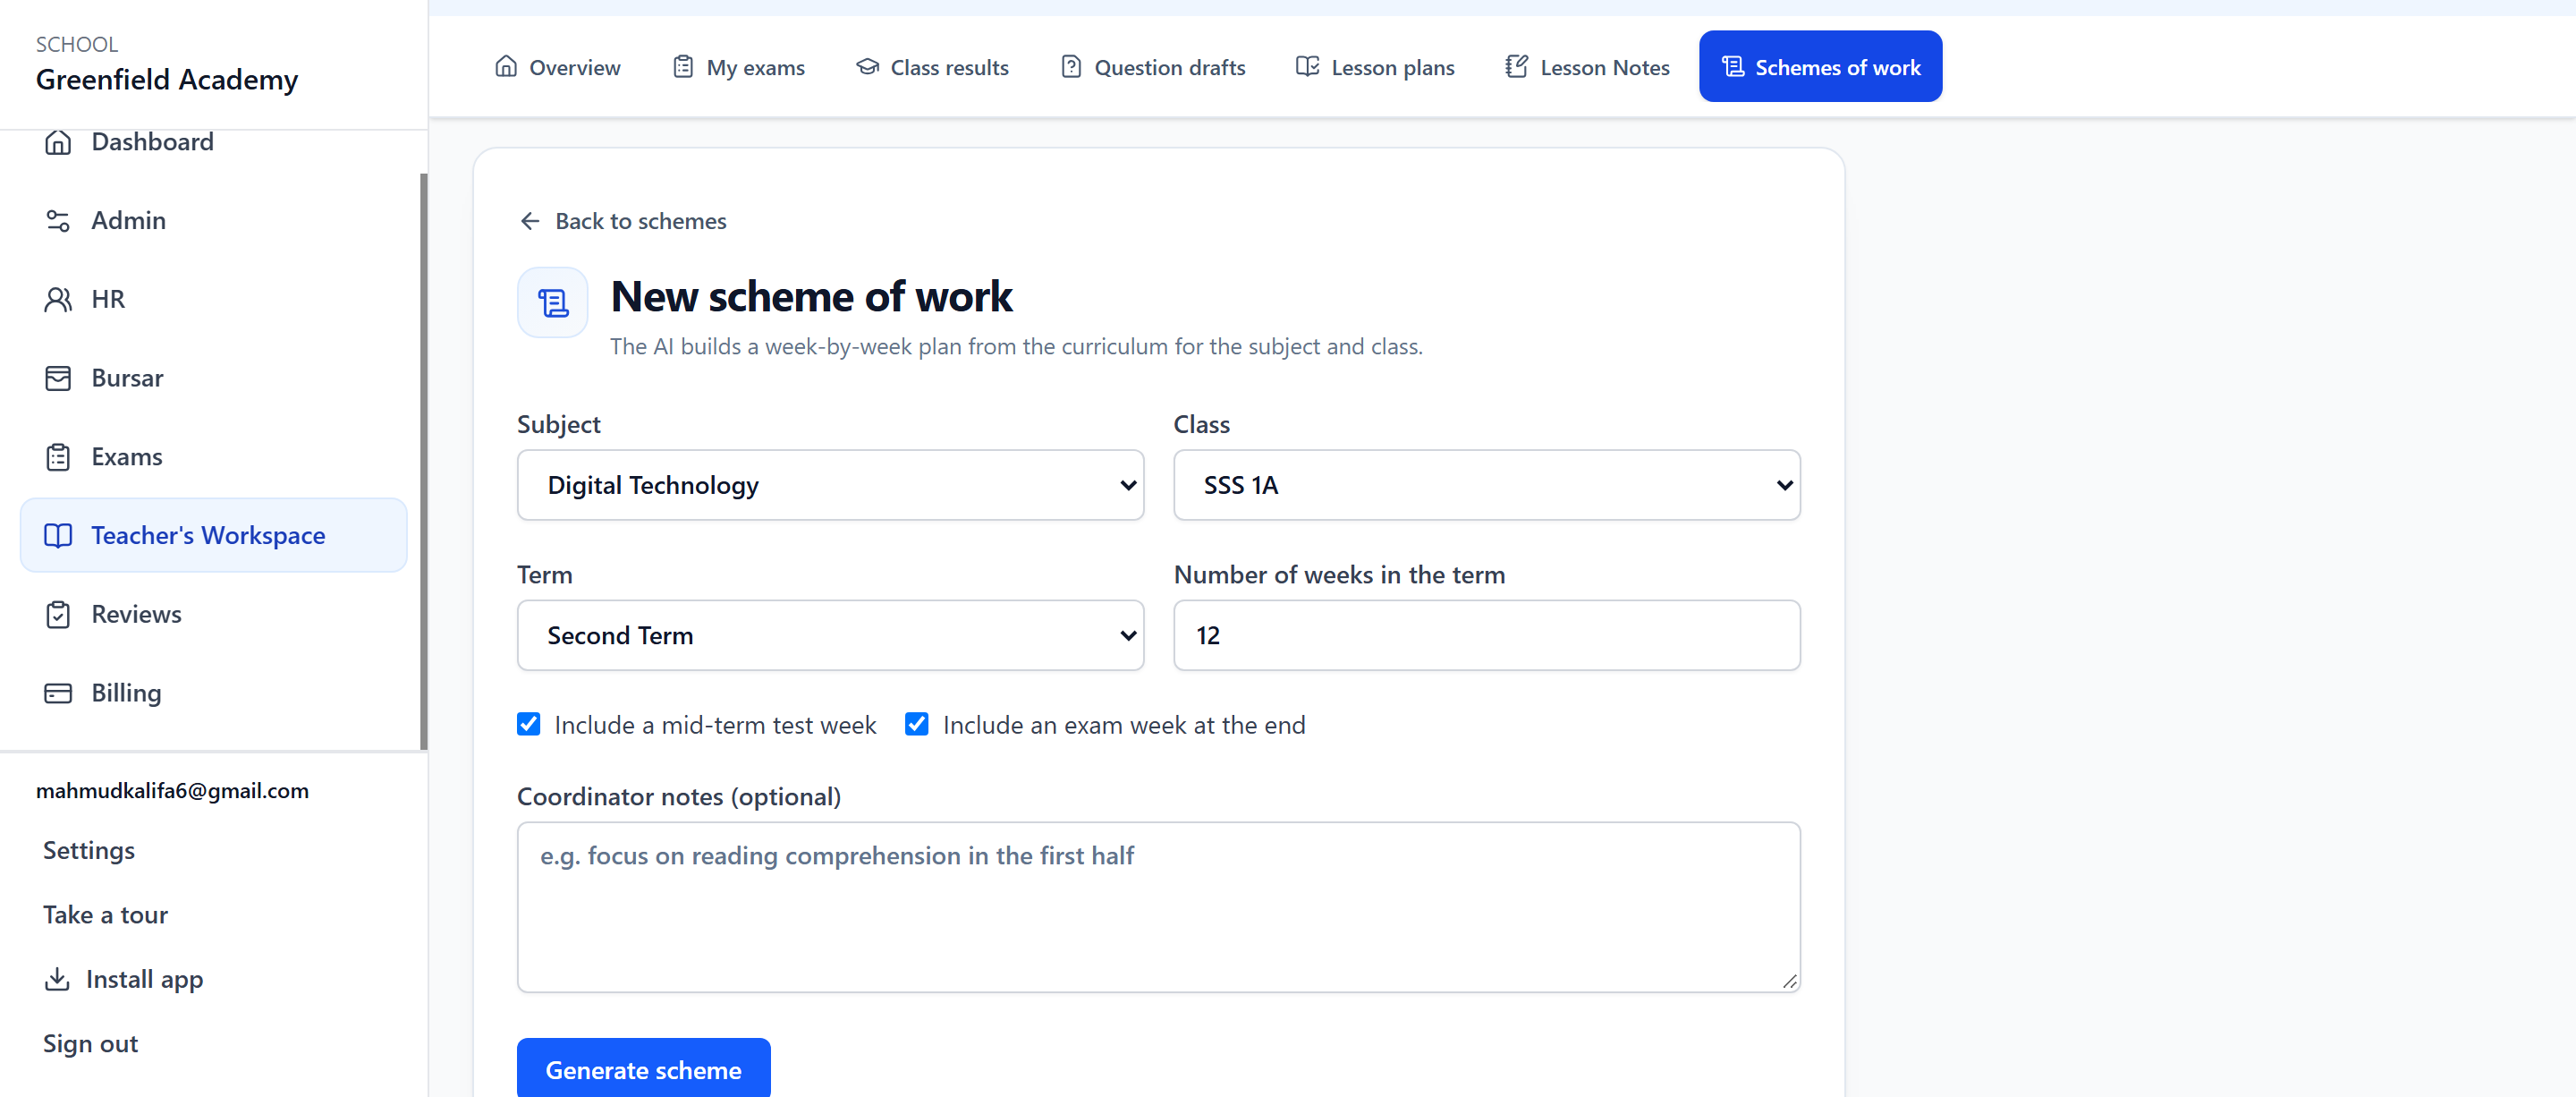 SCHOOL
Greenfield Academy
Dashboard
Admin
HR
Bursar
Exams
Teacher's Workspace
Reviews
Billing
mahmudkalifa6@gmail.com
Settings
Take a tour
Install app
Sign out
Overview
My exams
Class results
Question drafts
Lesson plans
Lesson Notes
Schemes of work
Back to schemes
New scheme of work
The AI builds a week-by-week plan from the curriculum for the subject and class.
Subject
Class
Digital Technology
SSS 1A
Term
Number of weeks in the term
Second Term
12
Include a mid-term test week
Include an exam week at the end
Coordinator notes (optional)
e.g. focus on reading comprehension in the first half
Generate scheme